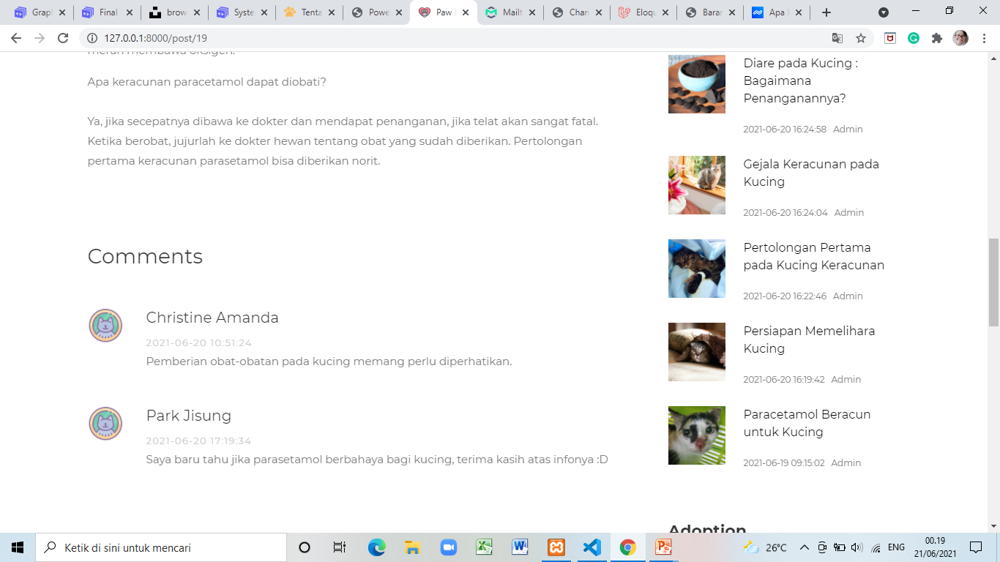 Grap
Final
brow
Syste
Tenta
Powe
Paw
Mailt
Chan
Eloqu
Baran
Apa
127.0.0.1:8000/post/19
merah membawa oksigen.
Apa keracunan paracetamol dapat diobati?
Ya, jika secepatnya dibawa ke dokter dan mendapat penanganan, jika telat akan sangat fatal.
Ketika berobat, jujurlah ke dokter hewan tentang obat yang sudah diberikan. Pertolongan
pertama keracunan parasetamol bisa diberikan norit.
Comments
Christine Amanda
2021-06-20 10:51:24
Pemberian obat-obatan pada kucing memang perlu diperhatikan.
Park Jisung
2021-06-20 17:19:34
Saya baru tahu jika parasetamol berbahaya bagi kucing, terima kasih atas infonya :D
Diare pada Kucing :
Bagaimana
Penanganannya?
2021-06-20 16:24:58 Admin
Gejala Keracunan pada
Kucing
2021-06-20 16:24:04 Admin
Pertolongan Pertama
pada Kucing Keracunan
2021-06-20 16:22:46 Admin
Persiapan Memelihara
Kucing
2021-06-20 16:19:42 Admin
Paracetamol Beracun
untuk Kucing
2021-06-19 09:15:02 Admin
Adoption
Ketik di sini untuk mencari
26°C
ENG
00.19
21/06/2021